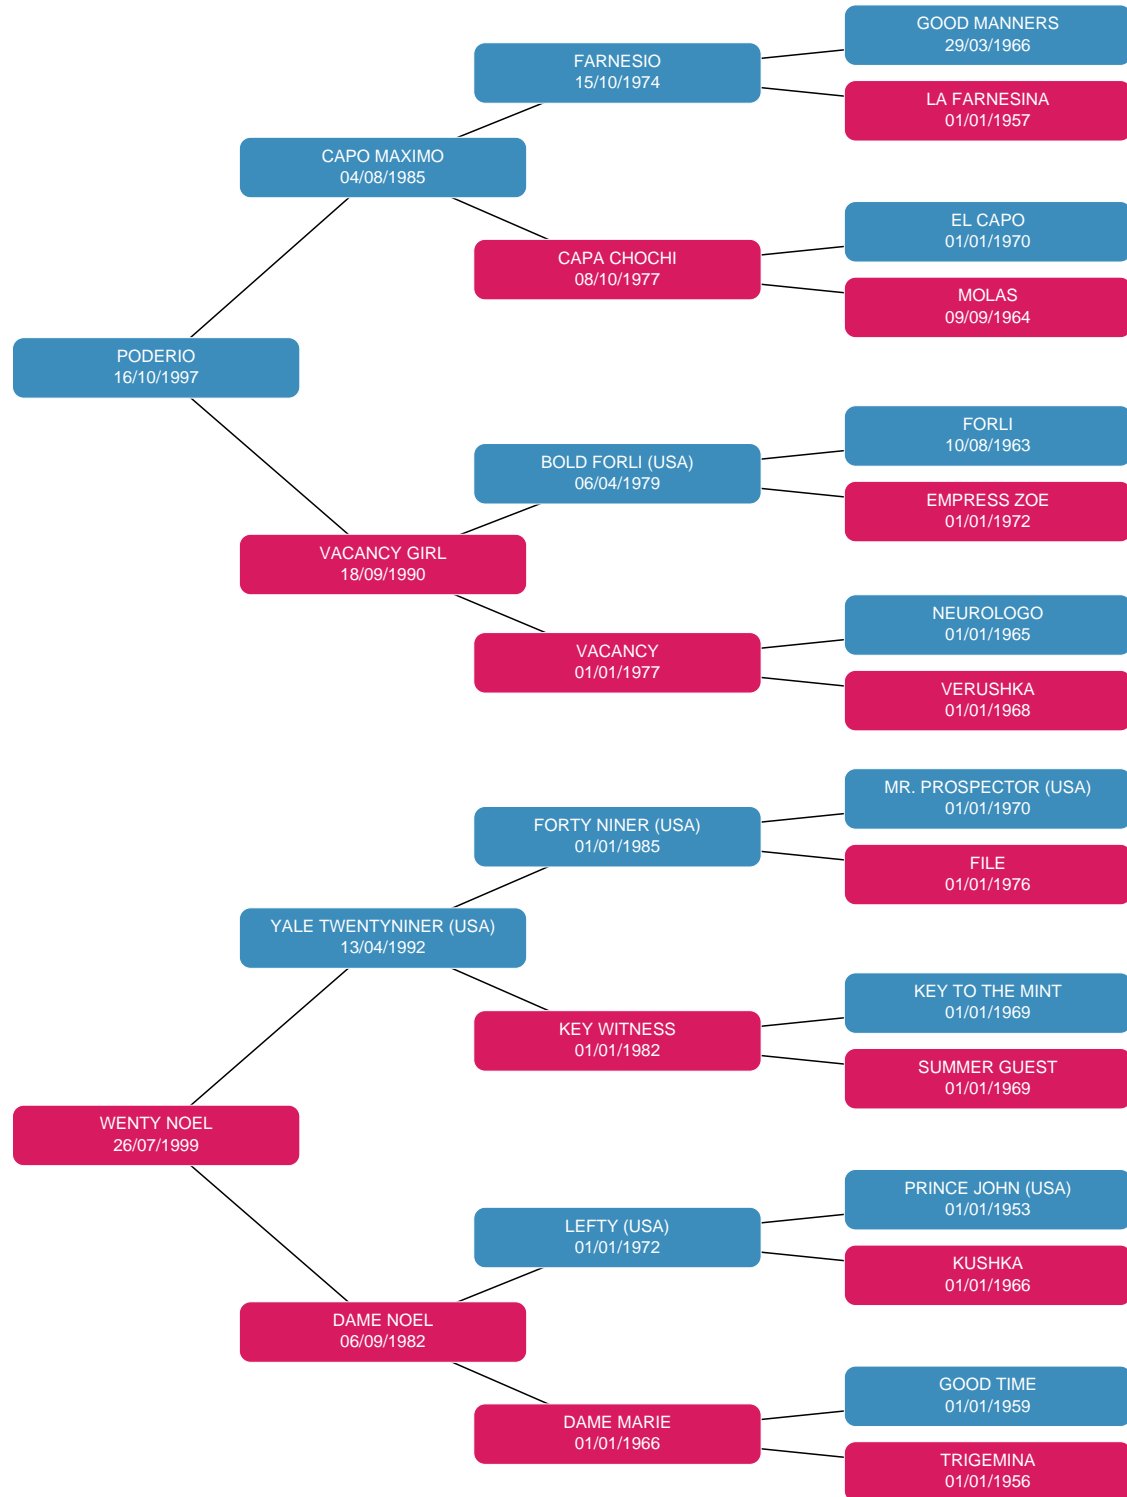 GOOD MANNERS
29/03/1966
FARNESIO
15/10/1974
LA FARNESINA
01/01/1957
CAPO MAXIMO
04/08/1985
EL CAPO
01/01/1970
CAPA CHOCHI
08/10/1977
MOLAS
09/09/1964
PODERIO
16/10/1997
FORLI
10/08/1963
BOLD FORLI (USA)
06/04/1979
EMPRESS ZOE
01/01/1972
VACANCY GIRL
18/09/1990
NEUROLOGO
01/01/1965
VACANCY
01/01/1977
VERUSHKA
01/01/1968
MR. PROSPECTOR (USA)
01/01/1970
FORTY NINER (USA)
01/01/1985
FILE
01/01/1976
YALE TWENTYNINER (USA)
13/04/1992
KEY TO THE MINT
01/01/1969
KEY WITNESS
01/01/1982
SUMMER GUEST
01/01/1969
WENTY NOEL
26/07/1999
PRINCE JOHN (USA)
01/01/1953
LEFTY (USA)
01/01/1972
KUSHKA
01/01/1966
DAME NOEL
06/09/1982
GOOD TIME
01/01/1959
DAME MARIE
01/01/1966
TRIGEMINA
01/01/1956